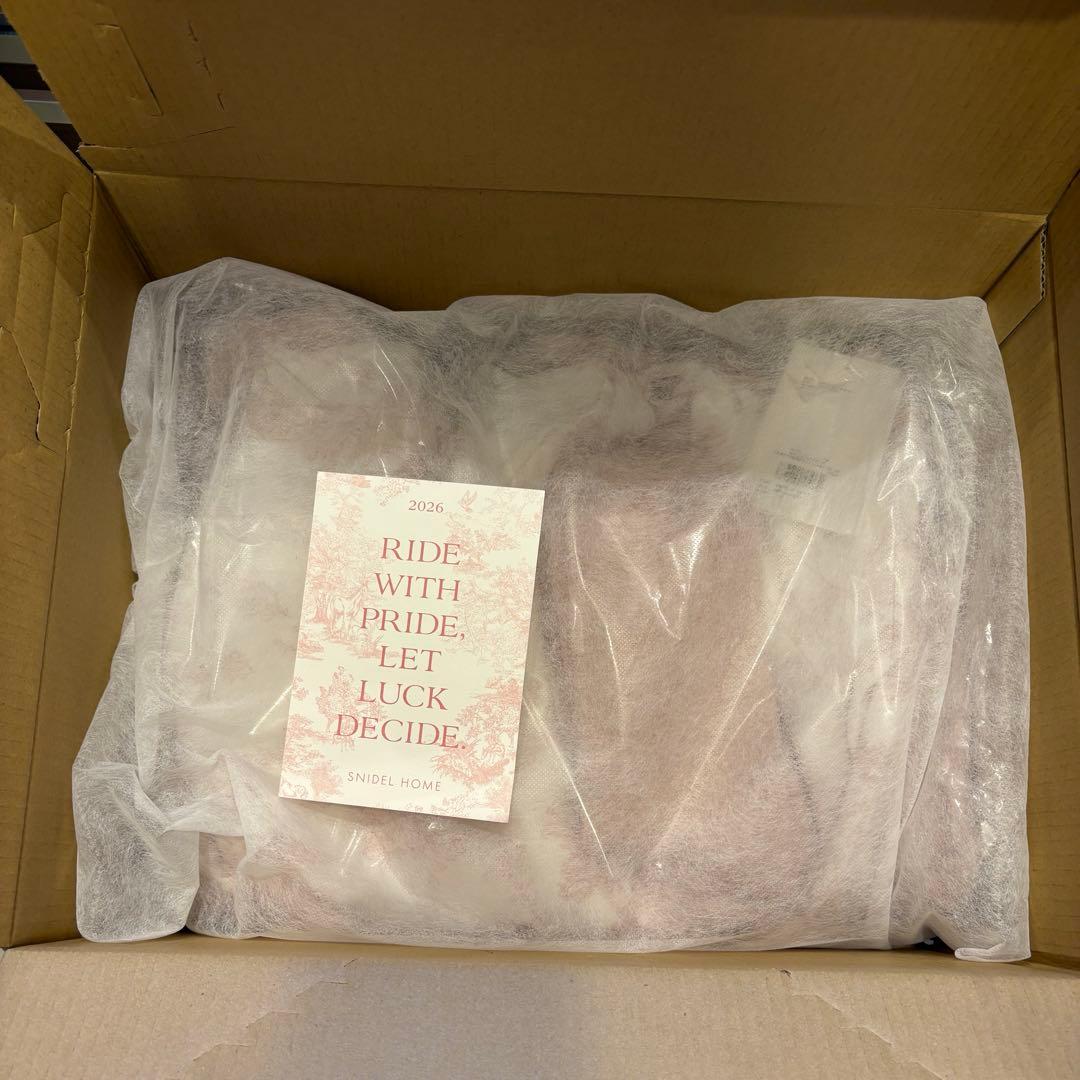 2026
RIDE
WITH
PRIDE,
LET
LUCK
DECIDE.
SNIDEL HOME